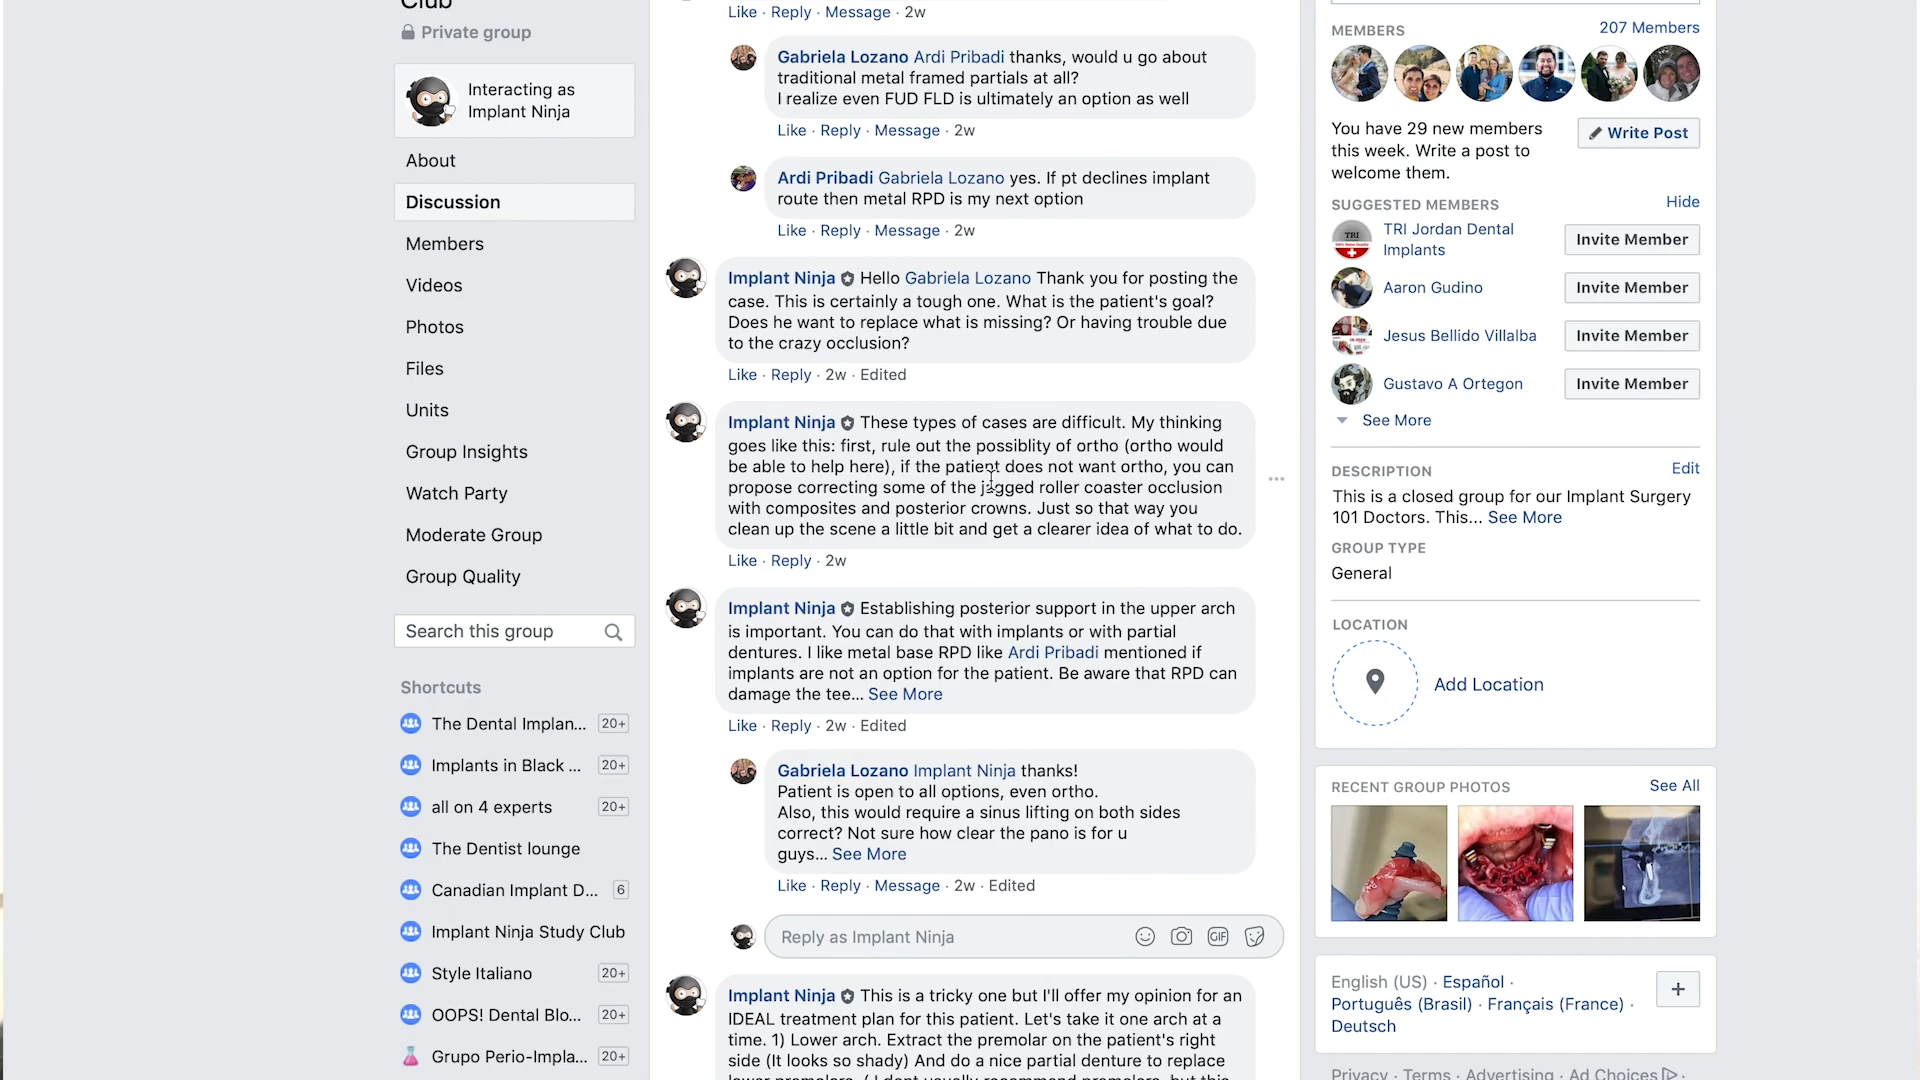 Club
Private group
Interacting as
Implant Ninja
About
Discussion
Members
Videos
Photos
Files
Units
Group Insights
Watch Party
Moderate Group
Group Quality
Search this group
Shortcuts
The Dental Implan... 20+
Implants in Black ... 20+
all on 4 experts 20+
The Dentist lounge
Canadian Implant D... 6
Implant Ninja Study Club
Style Italiano 20+
OOPS! Dental Blo... 20+
Grupo Perio-Impla... 20+
Like · Reply · Message · 2w
Gabriela Lozano Ardi Pribadi thanks, would u go about
traditional metal framed partials at all?
I realize even FUD FLD is ultimately an option as well
Like · Reply · Message · 2w
Ardi Pribadi Gabriela Lozano yes. If pt declines implant
route then metal RPD is my next option
Like · Reply · Message · 2w
Implant Ninja Hello Gabriela Lozano Thank you for posting the
case. This is certainly a tough one. What is the patient's goal?
Does he want to replace what is missing? Or having trouble due
to the crazy occlusion?
Like · Reply · 2w · Edited
Implant Ninja These types of cases are difficult. My thinking
goes like this: first, rule out the possiblity of ortho (ortho would
be able to help here), if the patient does not want ortho, you can
propose correcting some of the jagged roller coaster occlusion
with composites and posterior crowns. Just so that way you
clean up the scene a little bit and get a clearer idea of what to do.
Like · Reply · 2w
Implant Ninja Establishing posterior support in the upper arch
is important. You can do that with implants or with partial
dentures. I like metal base RPD like Ardi Pribadi mentioned if
implants are not an option for the patient. Be aware that RPD can
damage the tee... See More
Like · Reply · 2w · Edited
Gabriela Lozano Implant Ninja thanks!
Patient is open to all options, even ortho.
Also, this would require a sinus lifting on both sides
correct? Not sure how clear the pano is for u
guys... See More
Like · Reply · Message · 2w · Edited
Reply as Implant Ninja
GIF
Implant Ninja This is a tricky one but I'll offer my opinion for an
IDEAL treatment plan for this patient. Let's take it one arch at a
time. 1) Lower arch. Extract the premolar on the patient's right
side (It looks so shady) And do a nice partial denture to replace
lower premolars. ( I dont usually recommend premolars, but this
MEMBERS 207 Members
You have 29 new members
this week. Write a post to
welcome them.
Write Post
SUGGESTED MEMBERS Hide
TRI
TRI Jordan Dental
Implants
Invite Member
Aaron Gudino Invite Member
Jesus Bellido Villalba Invite Member
Gustavo A Ortegon Invite Member
See More
DESCRIPTION Edit
This is a closed group for our Implant Surgery
101 Doctors. This... See More
GROUP TYPE
General
LOCATION
Add Location
RECENT GROUP PHOTOS See All
English (US) · Español ·
Português (Brasil) · Français (France) ·
Deutsch
Privacy · Terms · Advertising · Ad Choices ·